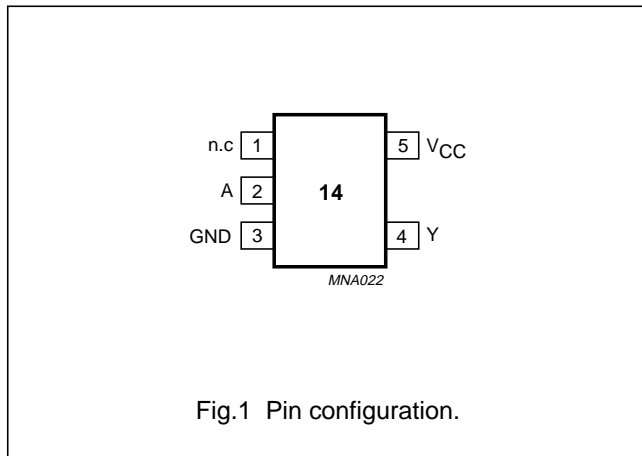 n.c 1
A 2
GND 3
14
5 VCC
4 Y
MNA022
Fig.1 Pin configuration.